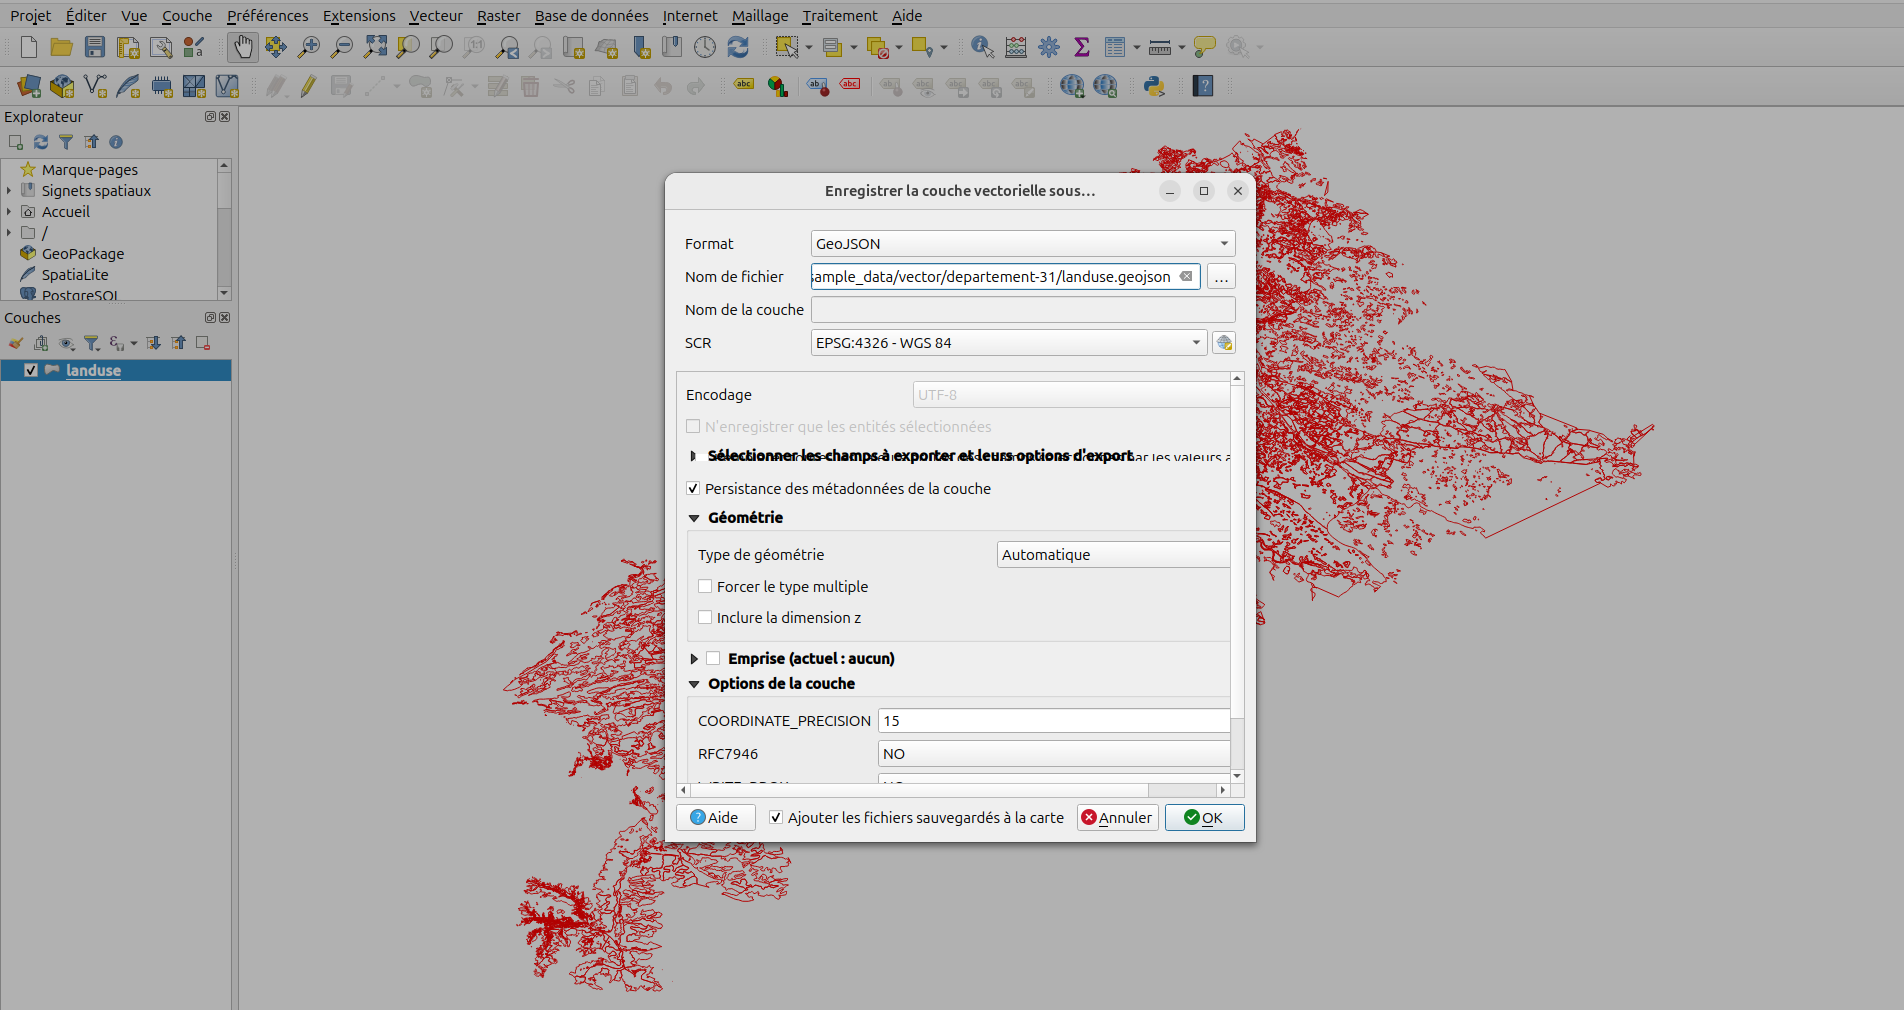 Projet Éditer Vue Couche Préférences Extensions Vecteur Raster Base de données Internet Maillage Traitement Aide
Explorateur
Marque-pages
Signets spatiaux
Accueil
/
GeoPackage
SpatiaLite
PostgreSQL
Couches
landuse
Enregistrer la couche vectorielle sous...
Format GeoJSON
Nom de fichier sample_data/vector/departement-31/landuse.geojson …
Nom de la couche
SCR EPSG:4326 - WGS 84
Encodage UTF-8
N'enregistrer que les entités sélectionnées
Sélectionner les champs à exporter et leurs options d'export
Persistance des métadonnées de la couche
Géométrie
Type de géométrie Automatique
Forcer le type multiple
Inclure la dimension z
Emprise (actuel : aucun)
Options de la couche
COORDINATE_PRECISION 15
RFC7946 NO
Aide Ajouter les fichiers sauvegardés à la carte Annuler OK